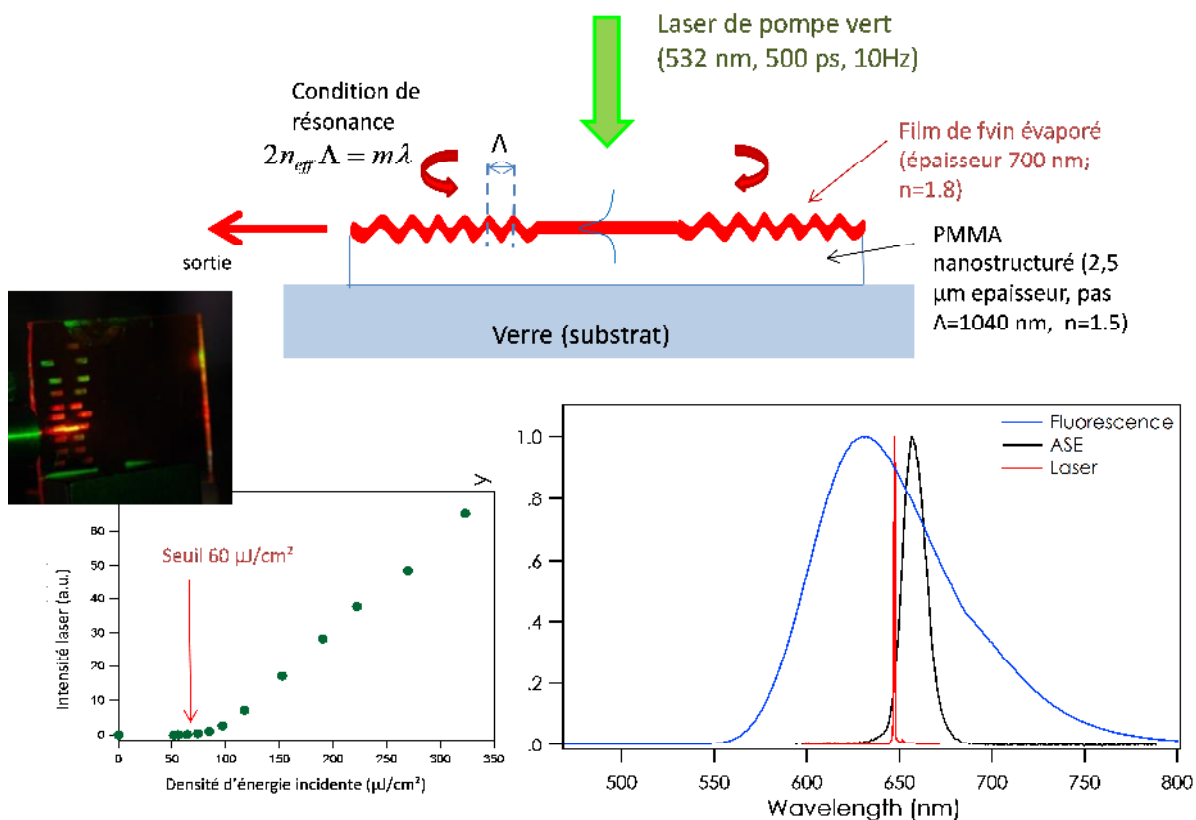 Laser de pompe vert
(532 nm, 500 ps, 10Hz)
Condition de
résonance
2n_eff Λ = mλ
Λ
Film de fvin évaporé
(épaisseur 700 nm;
n=1.8)
sortie
PMMA
nanostructuré (2,5
µm epaisseur, pas
Λ=1040 nm, n=1.5)
Verre (substrat)
Seuil 60 µJ/cm²
Intensité laser (a.u.)
60
50
40
30
20
10
0
0
50
100
150
200
250
300
350
Densité d'énergie incidente (µJ/cm²)
Fluorescence
ASE
Laser
1.0
.8
.6
.4
.2
.0
500
550
600
650
700
750
800
Wavelength (nm)